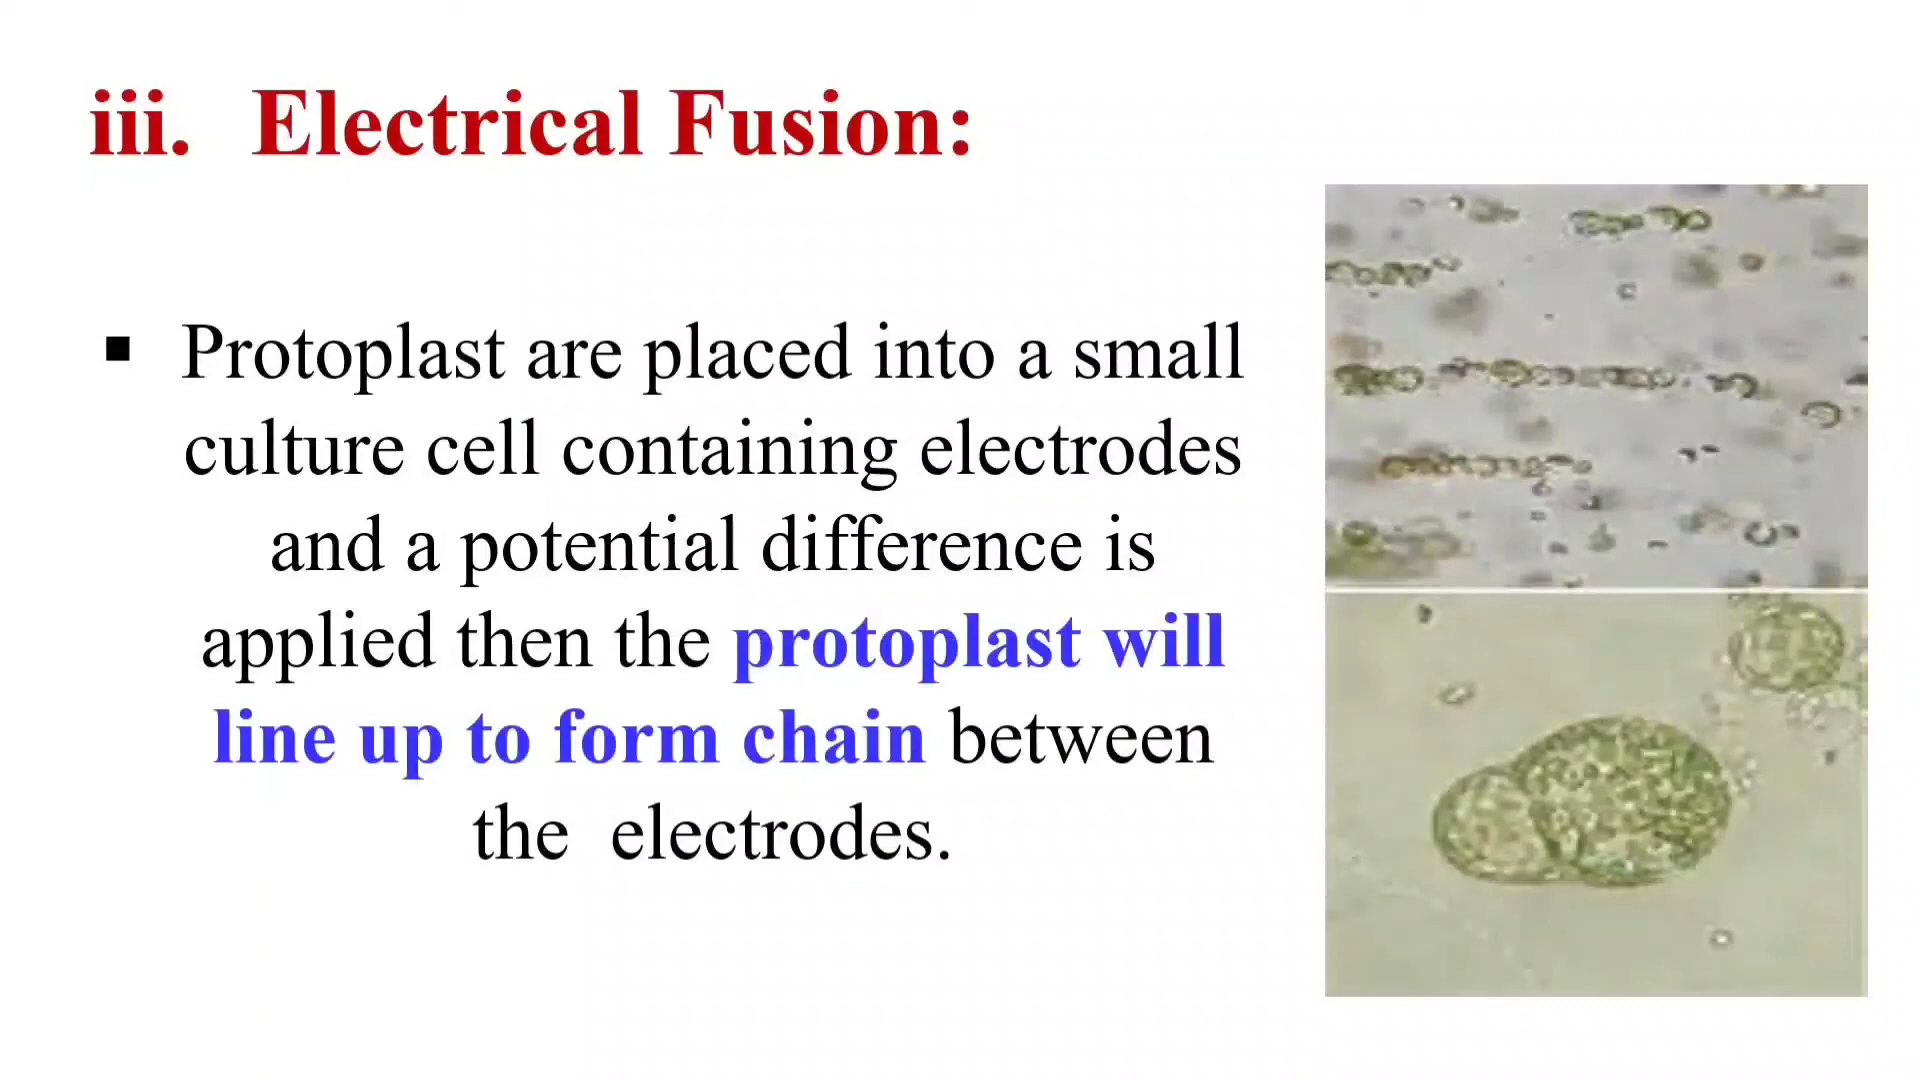 iii. Electrical Fusion:
▪ Protoplast are placed into a small
culture cell containing electrodes
and a potential difference is
applied then the protoplast will
line up to form chain between
the electrodes.